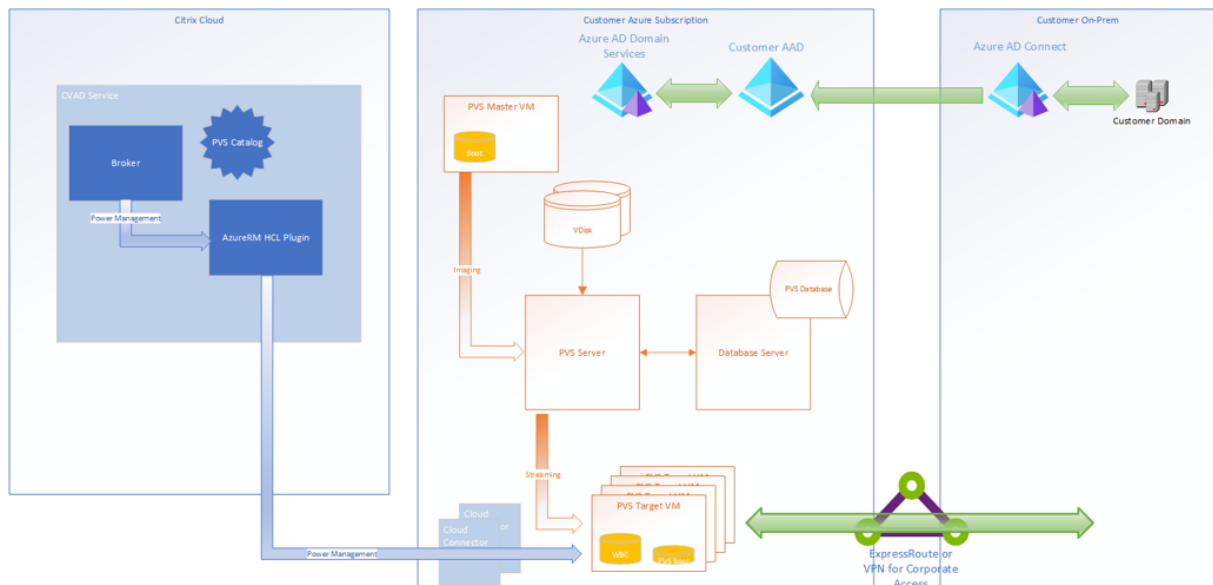 Citrix Cloud
CVAD Service
Broker
PVS Catalog
Power Management
AzureRM HCL Plugin
Customer Azure Subscription
Azure AD Domain
Services
Customer AAD
PVS Master VM
Boot
VDisk
Imaging
PVS Server
PVS Database
Database Server
Streaming
PVS Target VM
WBC
Cloud
or
Cloud
Connector
Power Management
Customer On-Prem
Azure AD Connect
Customer Domain
ExpressRoute or
VPN for Corporate
Access